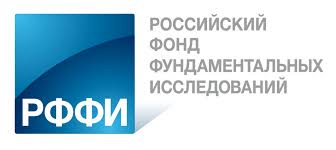 РФФИ
РОССИЙСКИЙ
ФОНД
ФУНДАМЕНТАЛЬНЫХ
ИССЛЕДОВАНИЙ